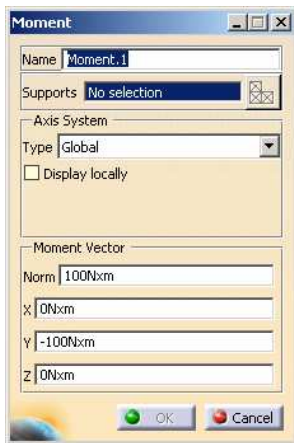 Moment
Name Moment.1
Supports No selection
Axis System
Type Global
Display locally
Moment Vector
Norm 100Nxm
X 0Nxm
Y -100Nxm
Z 0Nxm
OK Cancel